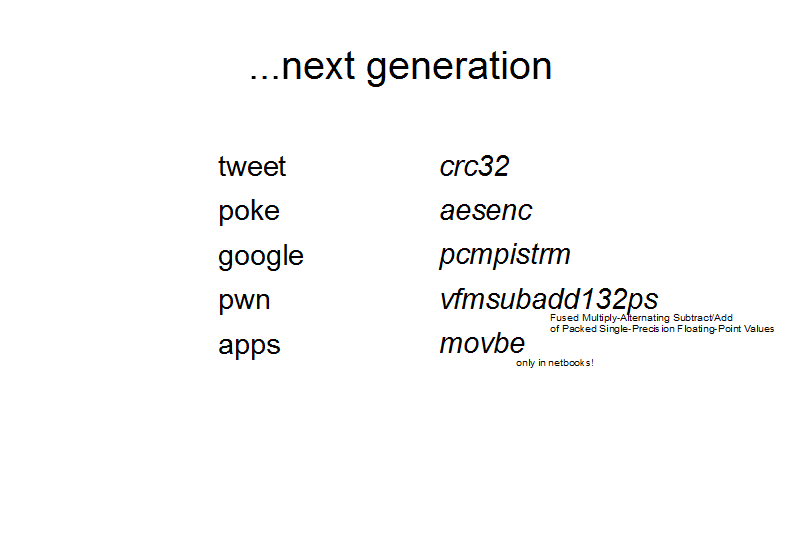 ...next generation
tweet crc32
poke aesenc
google pcmpistrm
pwn vfmsubadd132ps
Fused Multiply-Alternating Subtract/Add
of Packed Single-Precision Floating-Point Values
apps movbe
only in netbooks!